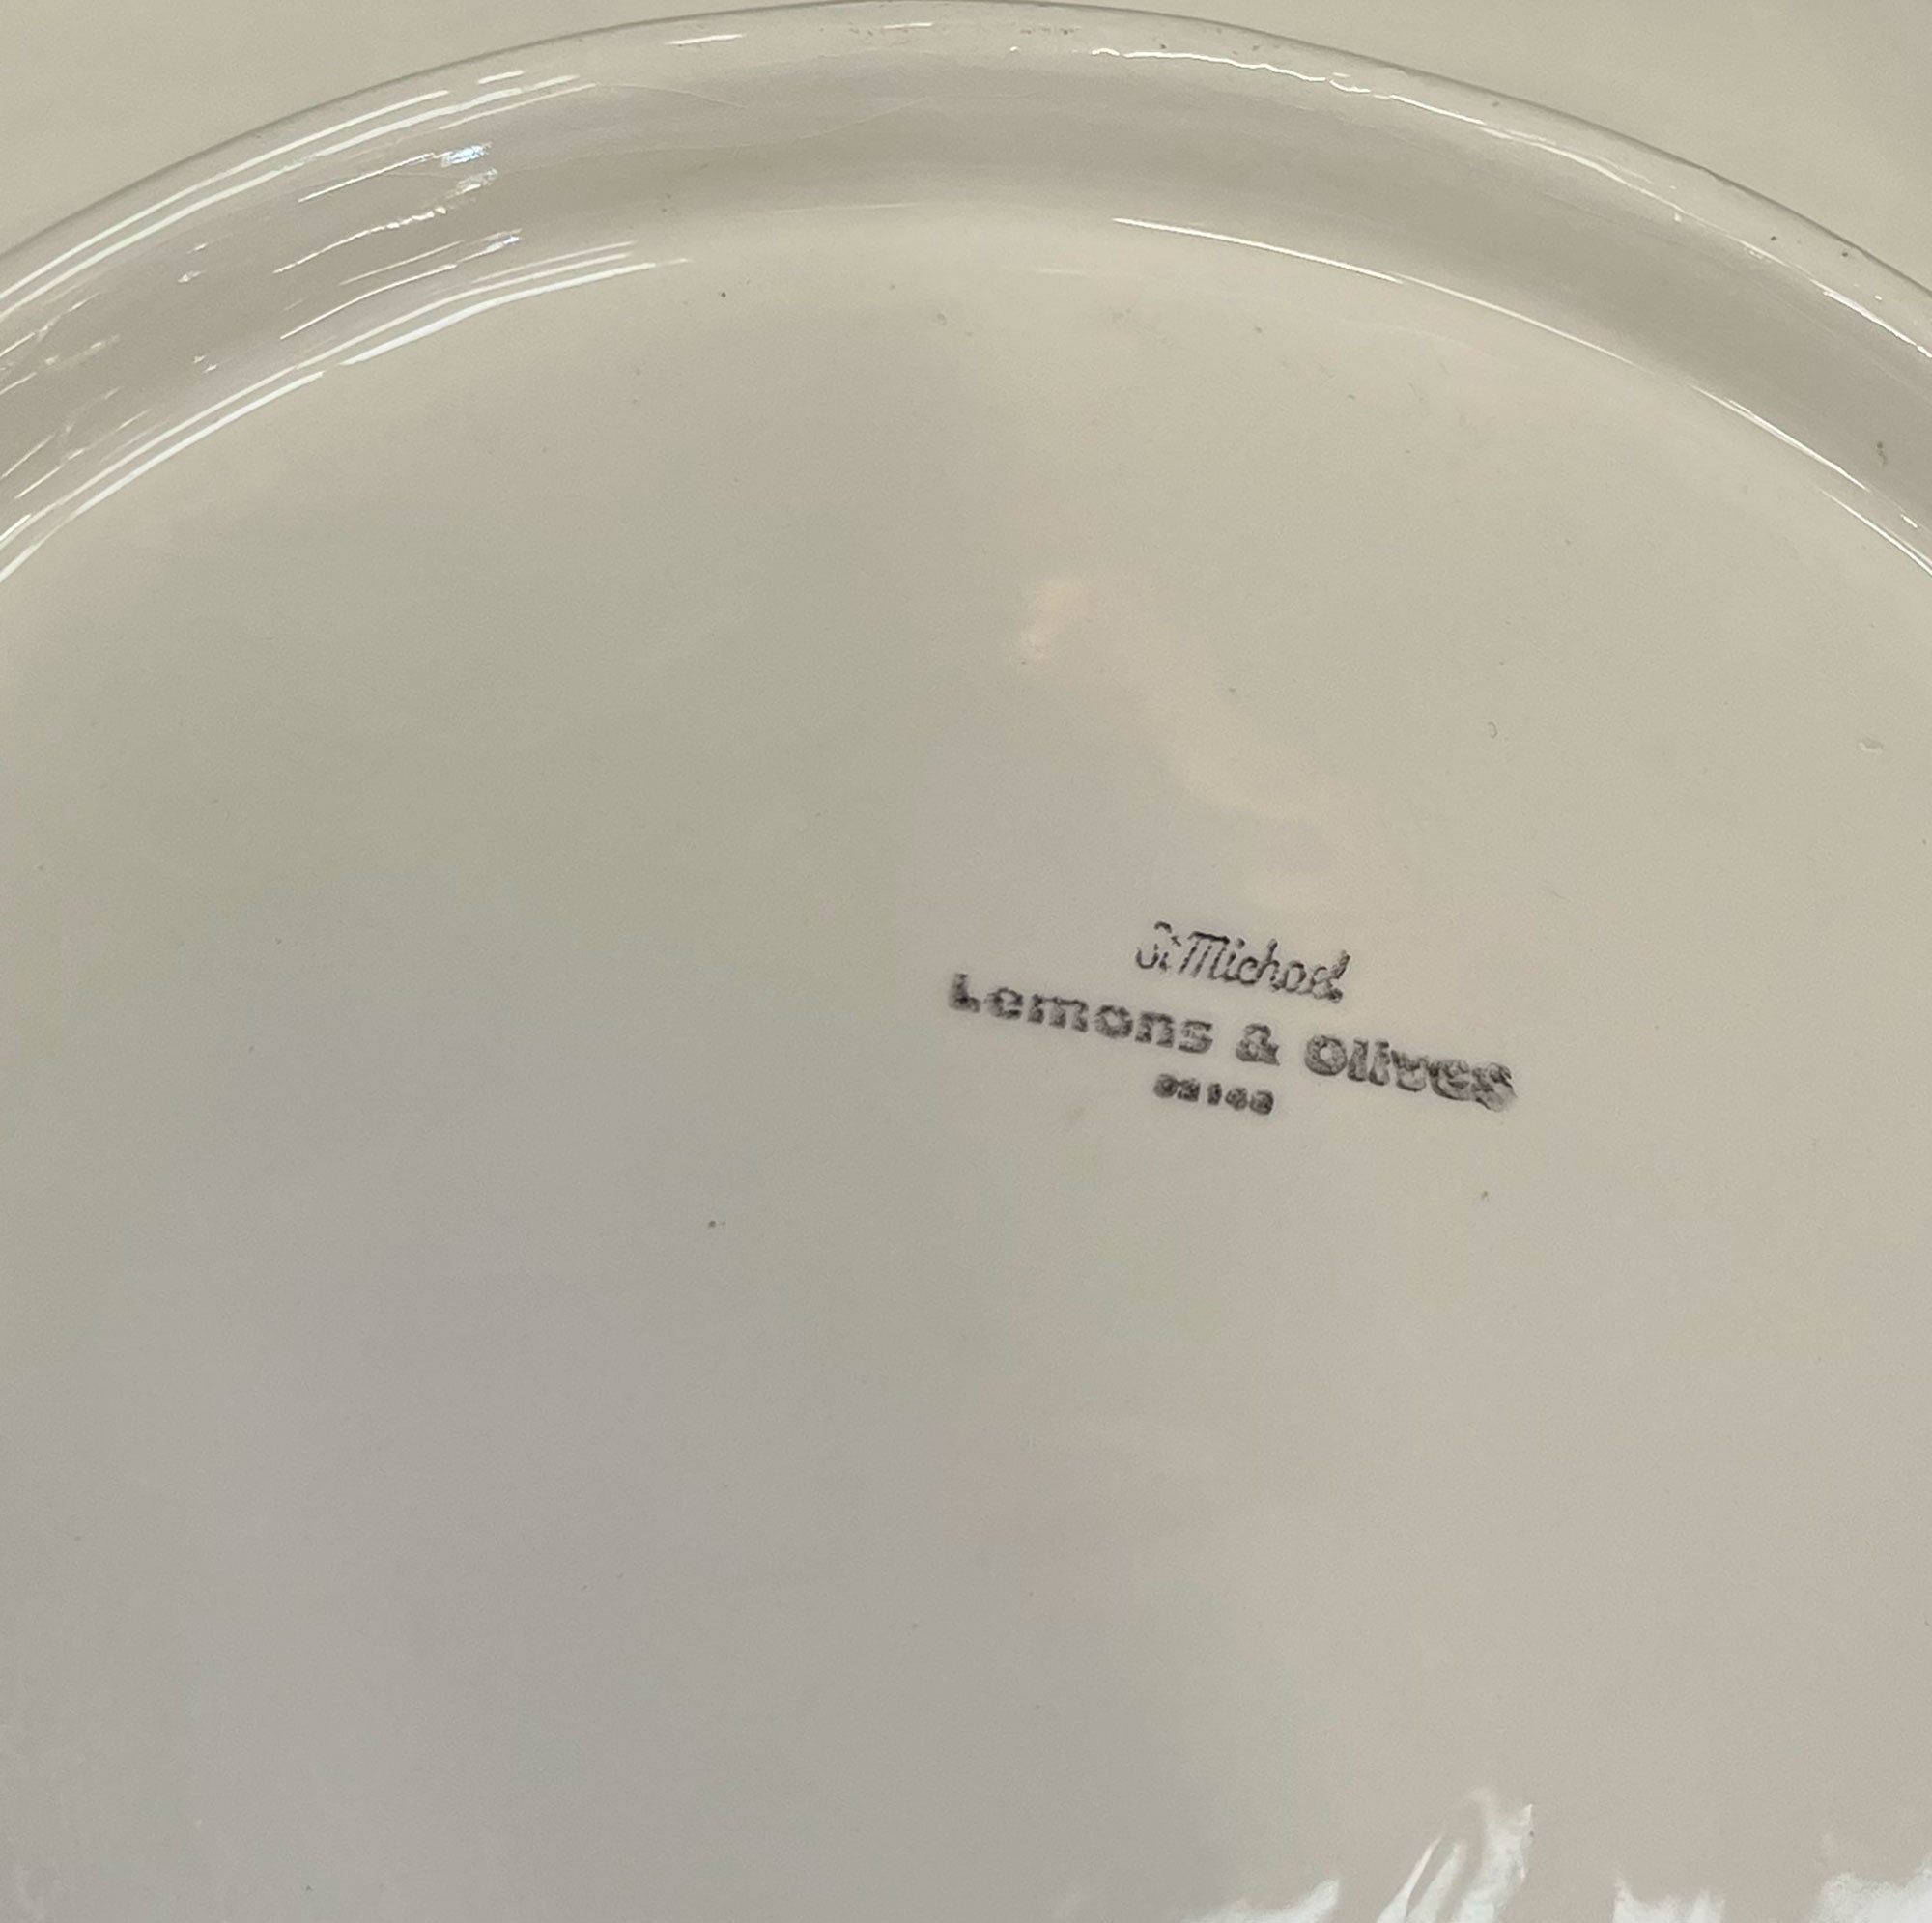 St Michael
Lemons & Olives